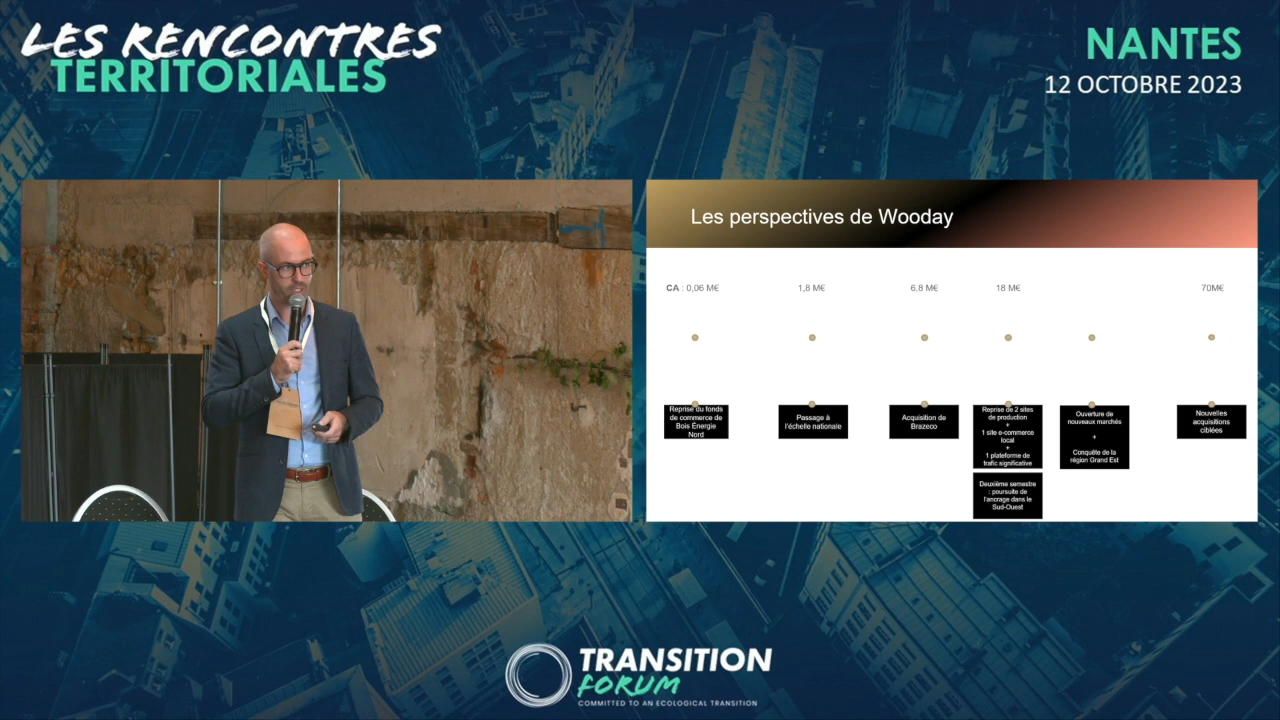 LES RENCONTRES
TERRITORIALES
NANTES
12 OCTOBRE 2023
Les perspectives de Wooday
CA : 0,06 M€
1,8 M€
6,8 M€
18 M€
70M€
Reprise du fonds
de commerce de
Bois Énergie
Nord
Passage à
l'échelle nationale
Acquisition de
Brazeco
Reprise de 2 sites
de production
+
1 site e-commerce
local
+
1 plateforme de
trafic significative
Deuxième semestre
: poursuite de
l'ancrage dans le
Sud-Ouest
Ouverture de
nouveaux marchés
+
Conquête de la
région Grand Est
Nouvelles
acquisitions
ciblées
TRANSITION
FORUM
COMMITTED TO AN ECOLOGICAL TRANSITION